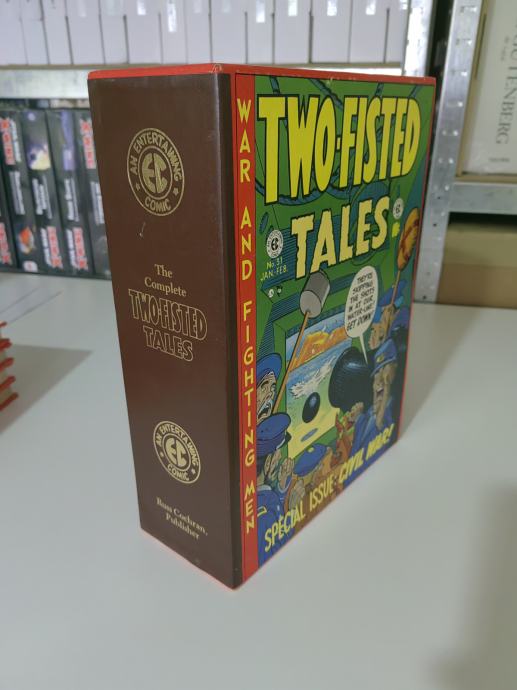 AN ENTERTAINING
EC
COMIC
The
Complete
TWO-FISTED
TALES
AN ENTERTAINING
EC
COMIC
Russ Cochran,
Publisher
WAR AND FIGHTING MEN
TWO-FISTED
TALES
No. 31
JAN.-FEB.
THEY'RE
SKIPPING
THE SHOTS
IN AT OUR
WATER-LINE!
GET DOWN
SPECIAL ISSUE: CIVIL WAR!
GUTENBERG